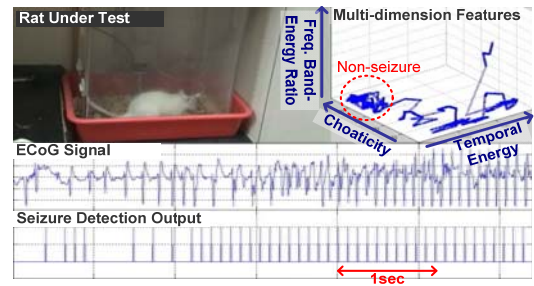 Rat Under Test
Multi-dimension Features
Freq. Band-
Energy Ratio
Non-seizure
Choaticity
Temporal
Energy
ECoG Signal
Seizure Detection Output
1sec